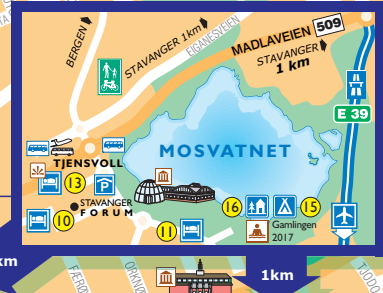 BERGEN
STAVANGER 1km
EIGANESVEIEN
MADLAVEIEN
509
STAVANGER
1 km
E 39
MOSVATNET
TJENSVOLL
13
P
STAVANGER
FORUM
10
11
16
15
Gamlingen
2017
km
1km